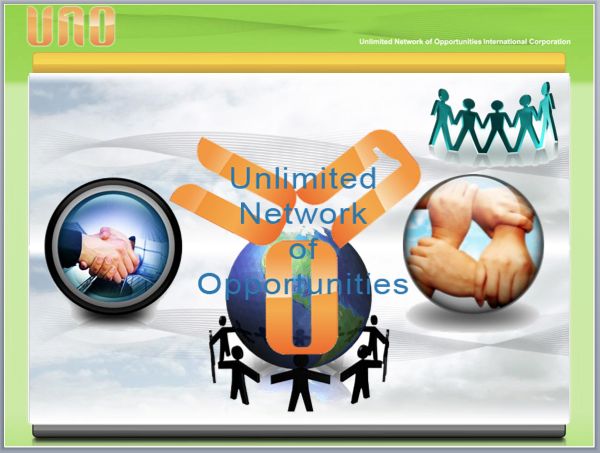 UNO
Unlimited Network of Opportunities International Corporation
Unlimited
Network
of
Opportunities